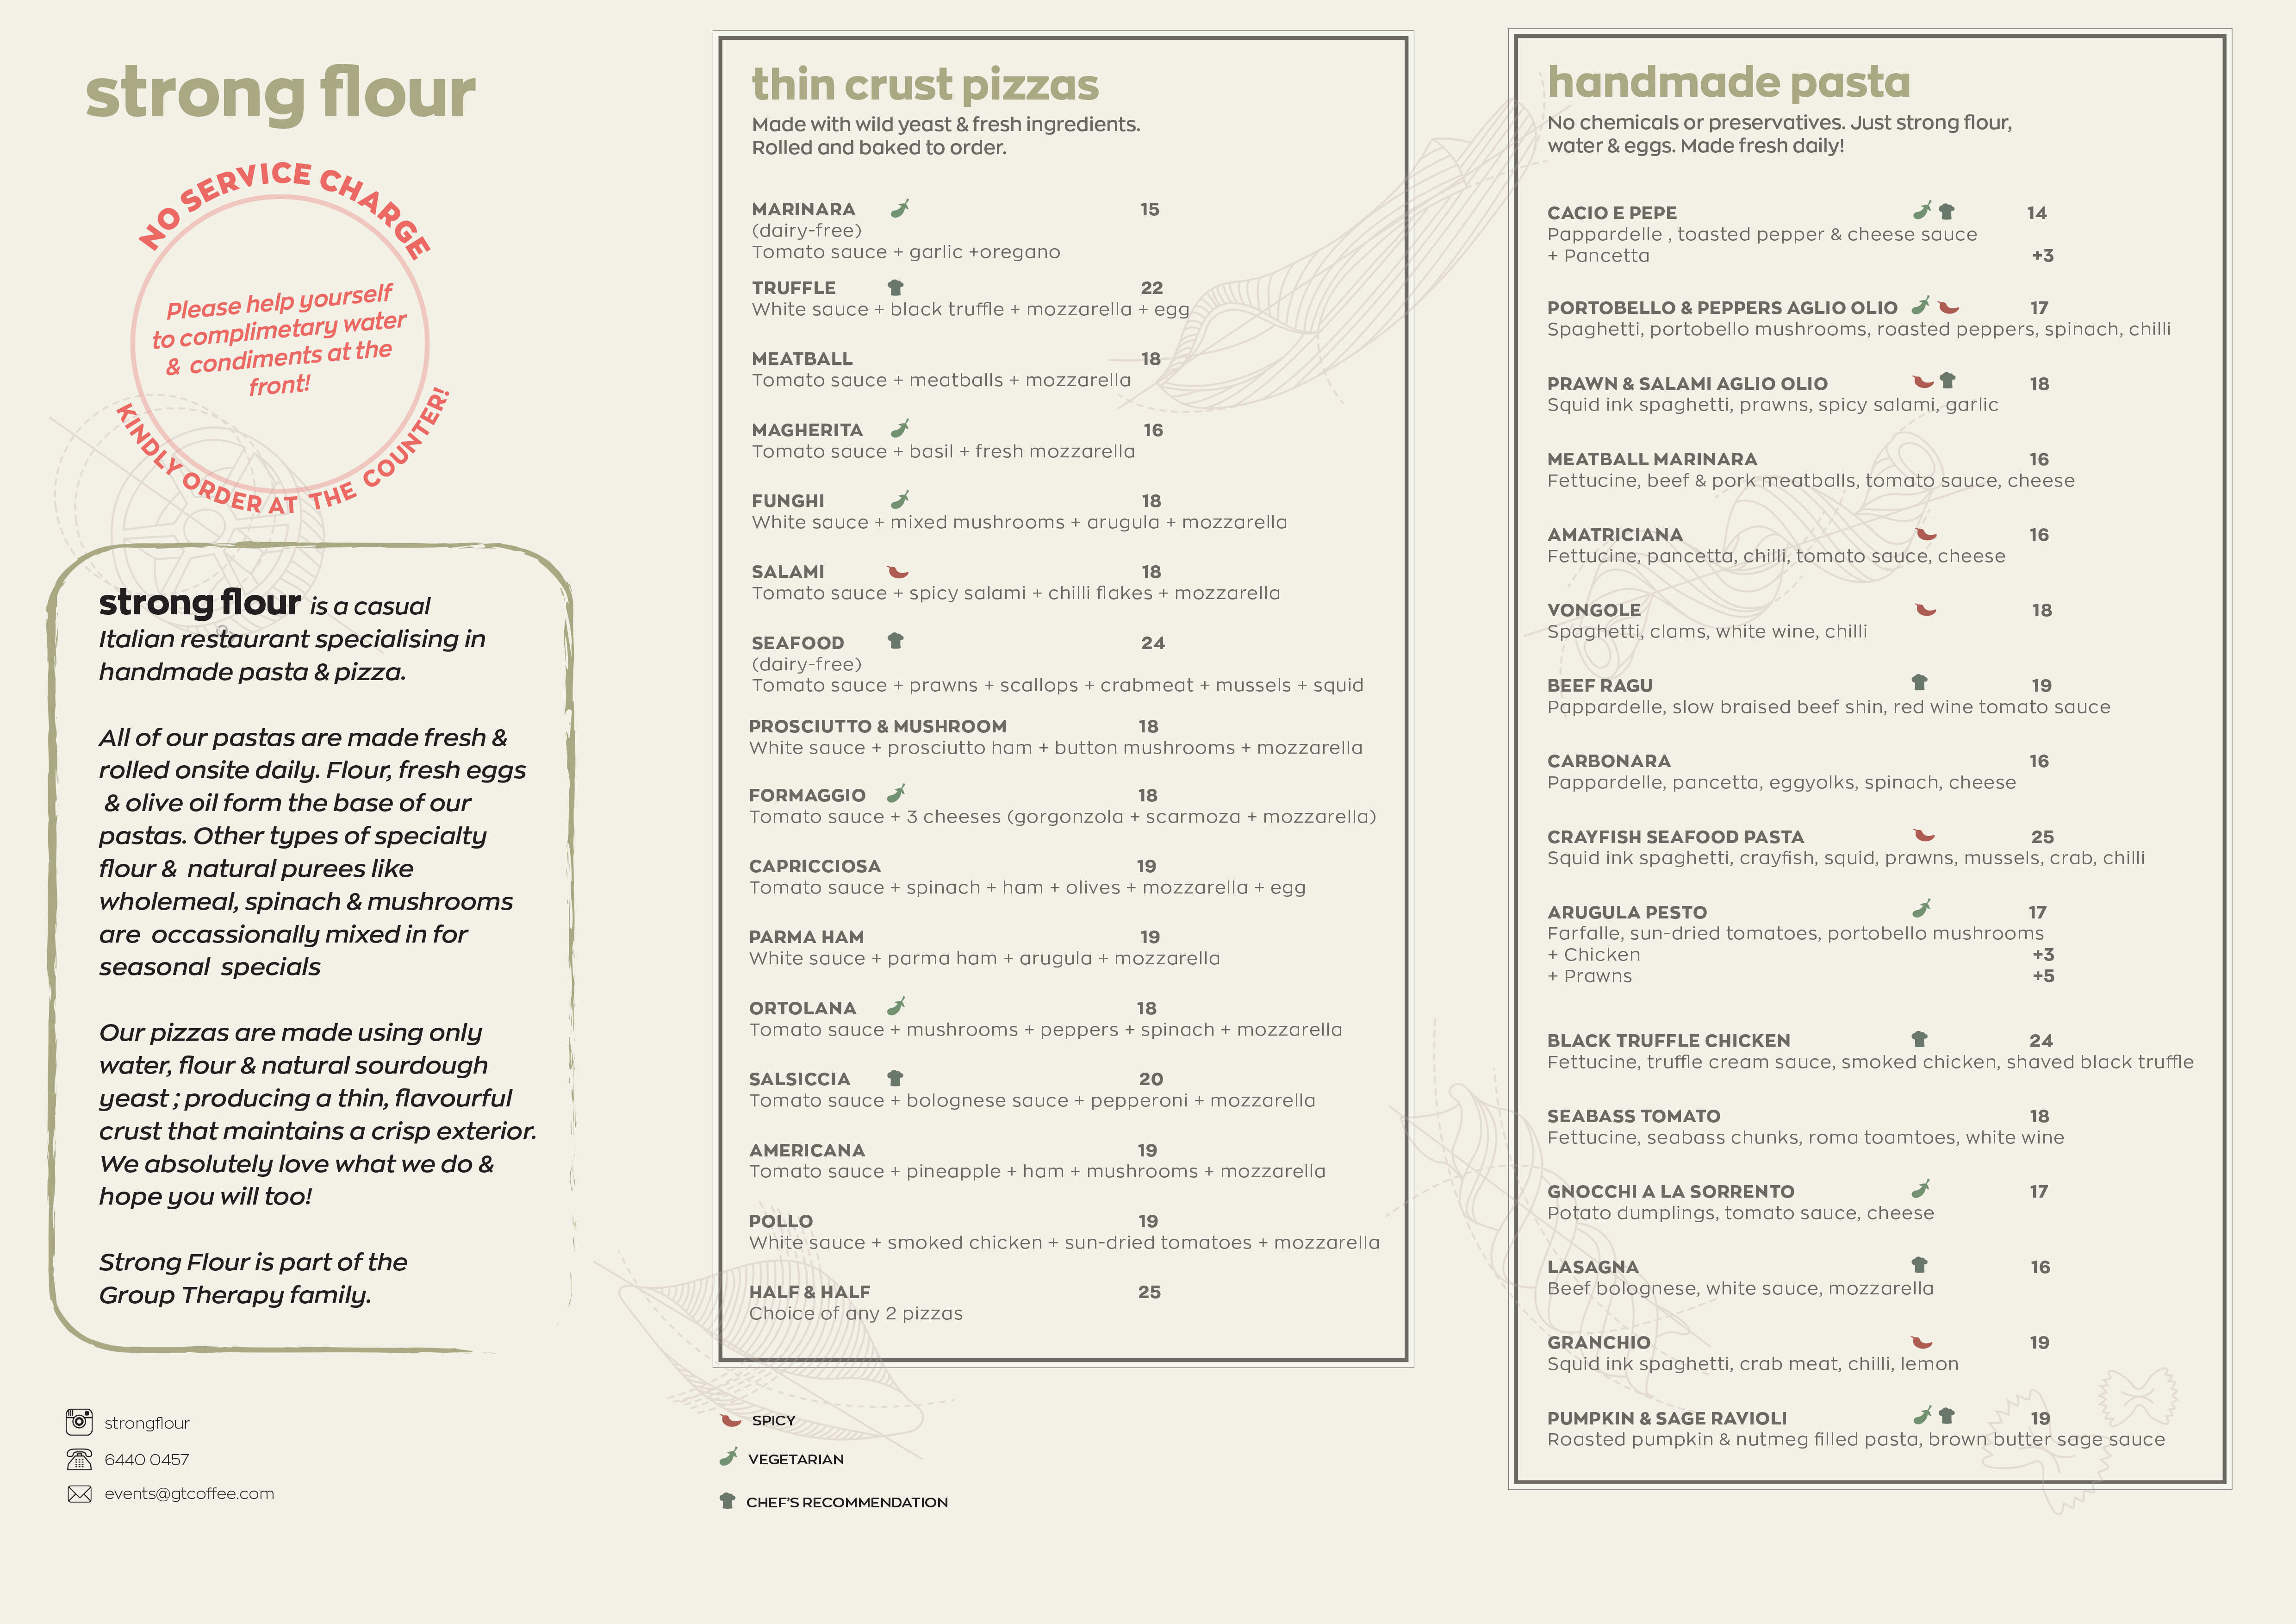 strong flour
NO SERVICE CHARGE
Please help yourself
to complimetary water
& condiments at the
front!
KINDLY ORDER AT THE COUNTER!
strong flour is a casual
Italian restaurant specialising in
handmade pasta & pizza.
All of our pastas are made fresh &
rolled onsite daily. Flour, fresh eggs
& olive oil form the base of our
pastas. Other types of specialty
flour & natural purees like
wholemeal, spinach & mushrooms
are occassionally mixed in for
seasonal specials
Our pizzas are made using only
water, flour & natural sourdough
yeast ; producing a thin, flavourful
crust that maintains a crisp exterior.
We absolutely love what we do &
hope you will too!
Strong Flour is part of the
Group Therapy family.
strongflour
6440 0457
events@gtcoffee.com
thin crust pizzas
Made with wild yeast & fresh ingredients.
Rolled and baked to order.
MARINARA 15
(dairy-free)
Tomato sauce + garlic +oregano
TRUFFLE 22
White sauce + black truffle + mozzarella + egg
MEATBALL 18
Tomato sauce + meatballs + mozzarella
MAGHERITA 16
Tomato sauce + basil + fresh mozzarella
FUNGHI 18
White sauce + mixed mushrooms + arugula + mozzarella
SALAMI 18
Tomato sauce + spicy salami + chilli flakes + mozzarella
SEAFOOD 24
(dairy-free)
Tomato sauce + prawns + scallops + crabmeat + mussels + squid
PROSCIUTTO & MUSHROOM 18
White sauce + prosciutto ham + button mushrooms + mozzarella
FORMAGGIO 18
Tomato sauce + 3 cheeses (gorgonzola + scarmoza + mozzarella)
CAPRICCIOSA 19
Tomato sauce + spinach + ham + olives + mozzarella + egg
PARMA HAM 19
White sauce + parma ham + arugula + mozzarella
ORTOLANA 18
Tomato sauce + mushrooms + peppers + spinach + mozzarella
SALSICCIA 20
Tomato sauce + bolognese sauce + pepperoni + mozzarella
AMERICANA 19
Tomato sauce + pineapple + ham + mushrooms + mozzarella
POLLO 19
White sauce + smoked chicken + sun-dried tomatoes + mozzarella
HALF & HALF 25
Choice of any 2 pizzas
SPICY
VEGETARIAN
CHEF'S RECOMMENDATION
handmade pasta
No chemicals or preservatives. Just strong flour,
water & eggs. Made fresh daily!
CACIO E PEPE 14
Pappardelle , toasted pepper & cheese sauce
+ Pancetta +3
PORTOBELLO & PEPPERS AGLIO OLIO 17
Spaghetti, portobello mushrooms, roasted peppers, spinach, chilli
PRAWN & SALAMI AGLIO OLIO 18
Squid ink spaghetti, prawns, spicy salami, garlic
MEATBALL MARINARA 16
Fettucine, beef & pork meatballs, tomato sauce, cheese
AMATRICIANA 16
Fettucine, pancetta, chilli, tomato sauce, cheese
VONGOLE 18
Spaghetti, clams, white wine, chilli
BEEF RAGU 19
Pappardelle, slow braised beef shin, red wine tomato sauce
CARBONARA 16
Pappardelle, pancetta, eggyolks, spinach, cheese
CRAYFISH SEAFOOD PASTA 25
Squid ink spaghetti, crayfish, squid, prawns, mussels, crab, chilli
ARUGULA PESTO 17
Farfalle, sun-dried tomatoes, portobello mushrooms
+ Chicken +3
+ Prawns +5
BLACK TRUFFLE CHICKEN 24
Fettucine, truffle cream sauce, smoked chicken, shaved black truffle
SEABASS TOMATO 18
Fettucine, seabass chunks, roma toamtoes, white wine
GNOCCHI A LA SORRENTO 17
Potato dumplings, tomato sauce, cheese
LASAGNA 16
Beef bolognese, white sauce, mozzarella
GRANCHIO 19
Squid ink spaghetti, crab meat, chilli, lemon
PUMPKIN & SAGE RAVIOLI 19
Roasted pumpkin & nutmeg filled pasta, brown butter sage sauce